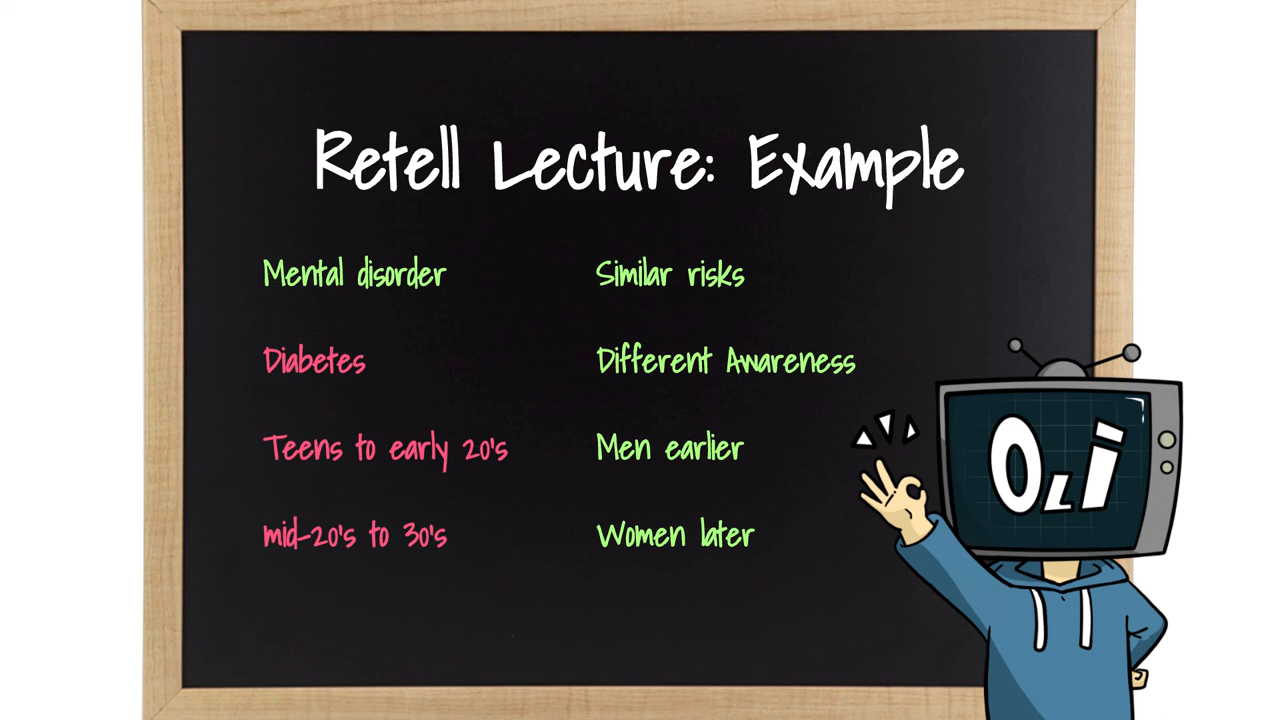 Retell Lecture: Example
Mental disorder
Diabetes
Teens to early 20's
mid-20's to 30's
Similar risks
Different Awareness
Men earlier
Women later
OLi